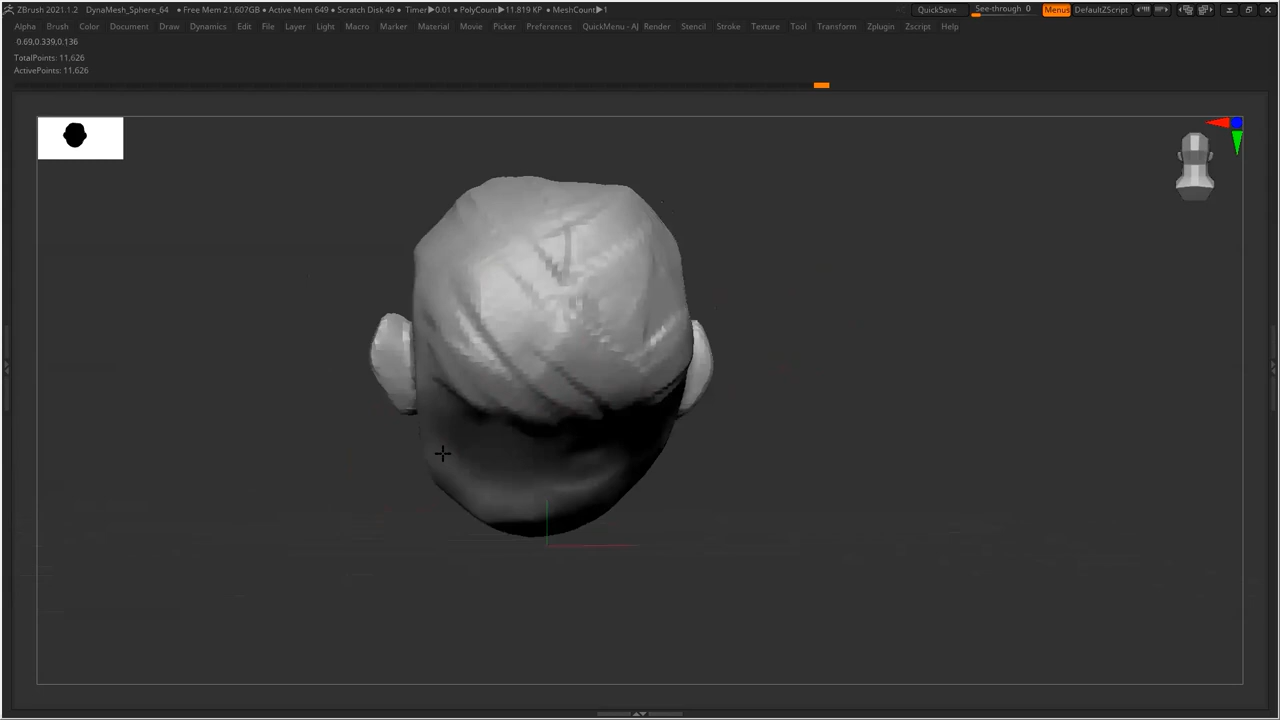 ZBrush 2021.1.2 DynaMesh_Sphere_64 ● Free Mem 21.607GB ● Active Mem 649 ● Scratch Disk 49 ● Timer▶0.01 ● PolyCount▶11.819 KP ● MeshCount▶1 QuickSave See-through 0 Menus DefaultZScript
Alpha Brush Color Document Draw Dynamics Edit File Layer Light Macro Marker Material Movie Picker Preferences QuickMenu - AJ Render Stencil Stroke Texture Tool Transform Zplugin Zscript Help
0.69,0.339,0.136
TotalPoints: 11,626
ActivePoints: 11,626